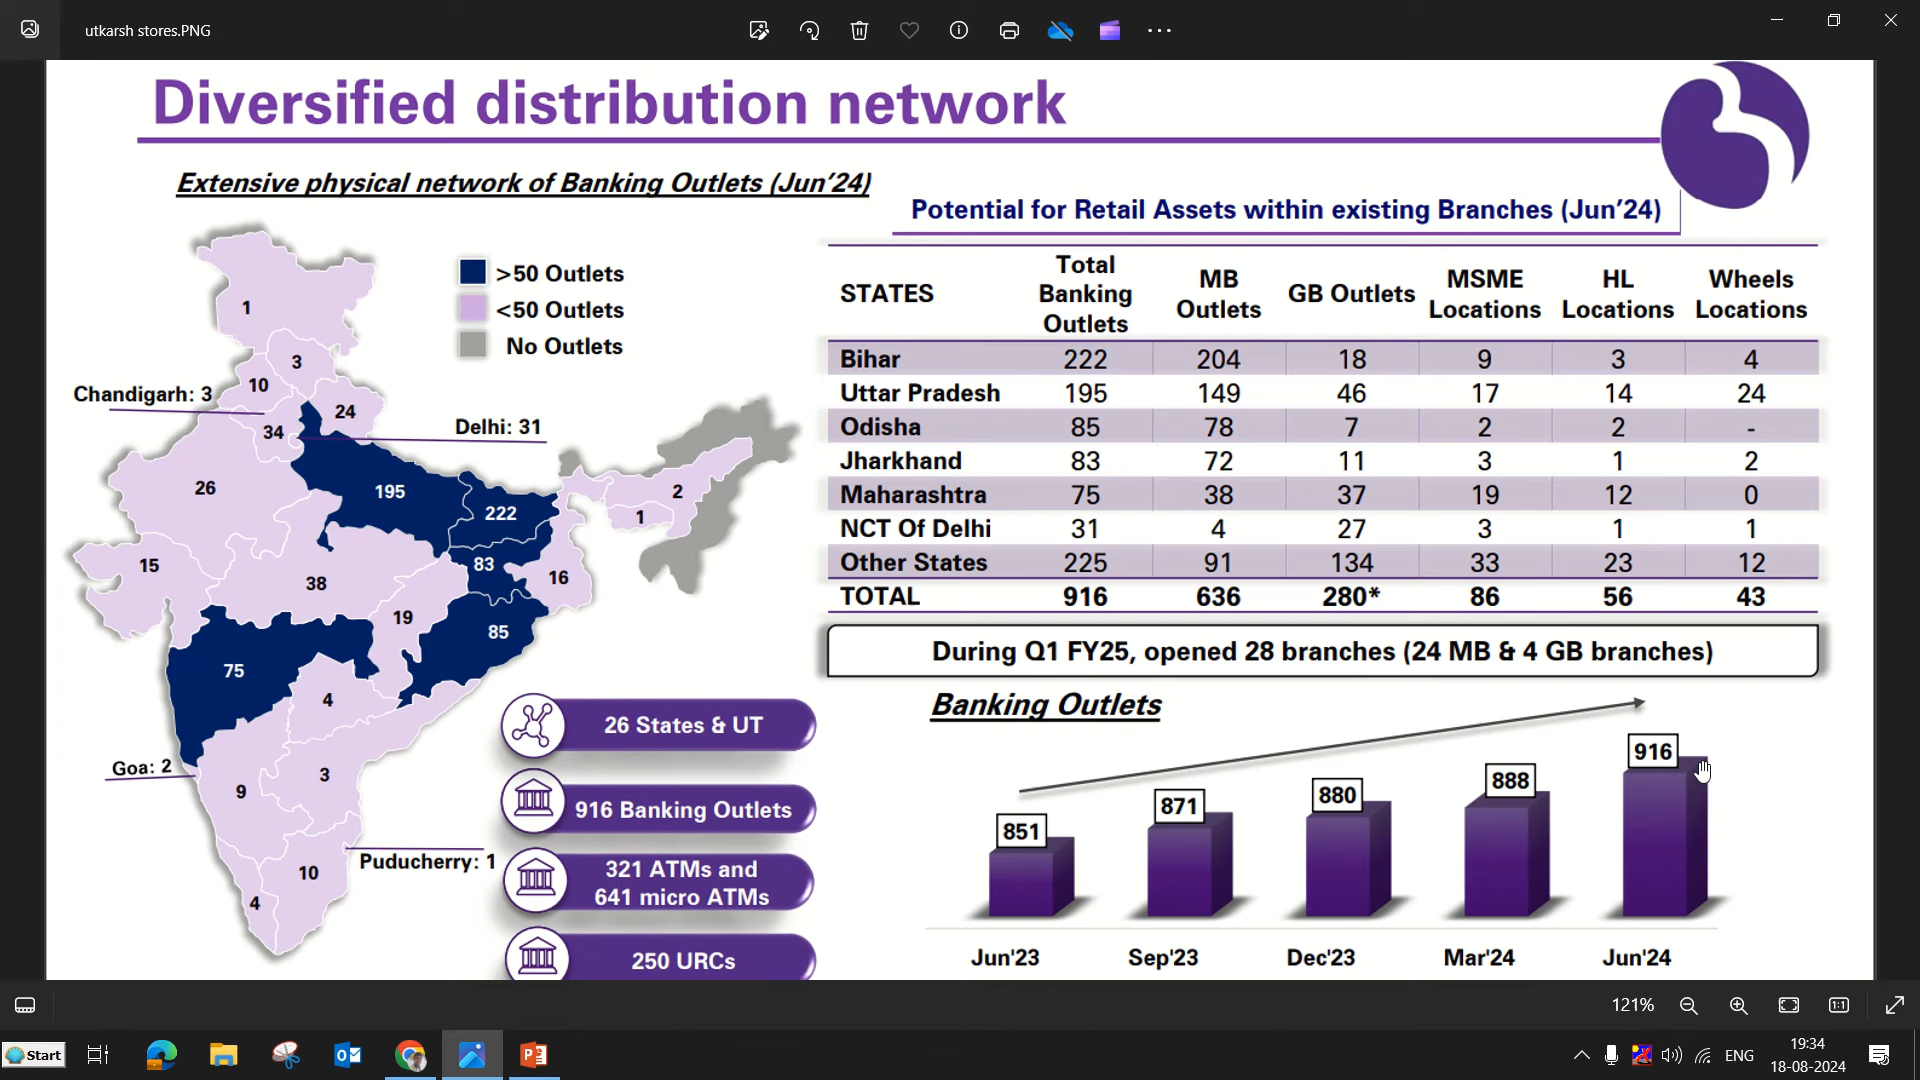 utkarsh stores.PNG
Diversified distribution network
Extensive physical network of Banking Outlets (Jun’24)
>50 Outlets
<50 Outlets
No Outlets
1
3
10
Chandigarh: 3
24
34
Delhi: 31
26
195
222
2
1
15
38
83
16
19
85
75
4
Goa: 2
9
3
Puducherry: 1
10
4
26 States & UT
916 Banking Outlets
321 ATMs and
641 micro ATMs
250 URCs
Potential for Retail Assets within existing Branches (Jun’24)
STATES Total Banking Outlets MB Outlets GB Outlets MSME Locations HL Locations Wheels Locations
Bihar 222 204 18 9 3 4
Uttar Pradesh 195 149 46 17 14 24
Odisha 85 78 7 2 2 -
Jharkhand 83 72 11 3 1 2
Maharashtra 75 38 37 19 12 0
NCT Of Delhi 31 4 27 3 1 1
Other States 225 91 134 33 23 12
TOTAL 916 636 280* 86 56 43
During Q1 FY25, opened 28 branches (24 MB & 4 GB branches)
Banking Outlets
851 871 880 888 916
Jun'23 Sep'23 Dec'23 Mar'24 Jun'24
121%
1:1
Start
ENG
19:34
18-08-2024